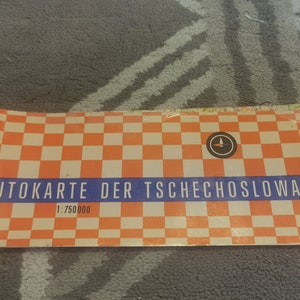 UTOKARTE DER TSCHECHOSLOWA
1:750000